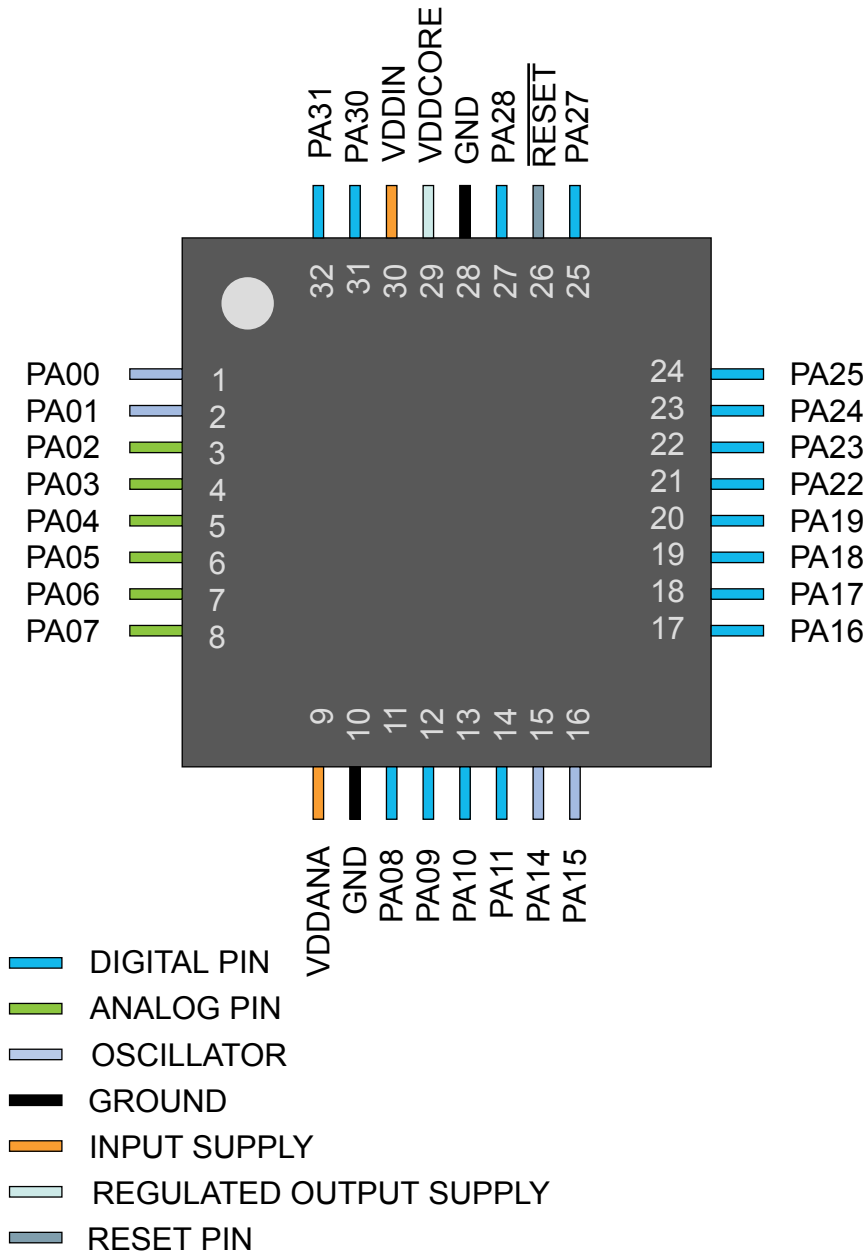 PA31
PA30
VDDIN
VDDCORE
GND
PA28
RESET
PA27
32
31
30
29
28
27
26
25
PA00 1
PA01 2
PA02 3
PA03 4
PA04 5
PA05 6
PA06 7
PA07 8
24 PA25
23 PA24
22 PA23
21 PA22
20 PA19
19 PA18
18 PA17
17 PA16
9
10
11
12
13
14
15
16
VDDANA
GND
PA08
PA09
PA10
PA11
PA14
PA15
DIGITAL PIN
ANALOG PIN
OSCILLATOR
GROUND
INPUT SUPPLY
REGULATED OUTPUT SUPPLY
RESET PIN